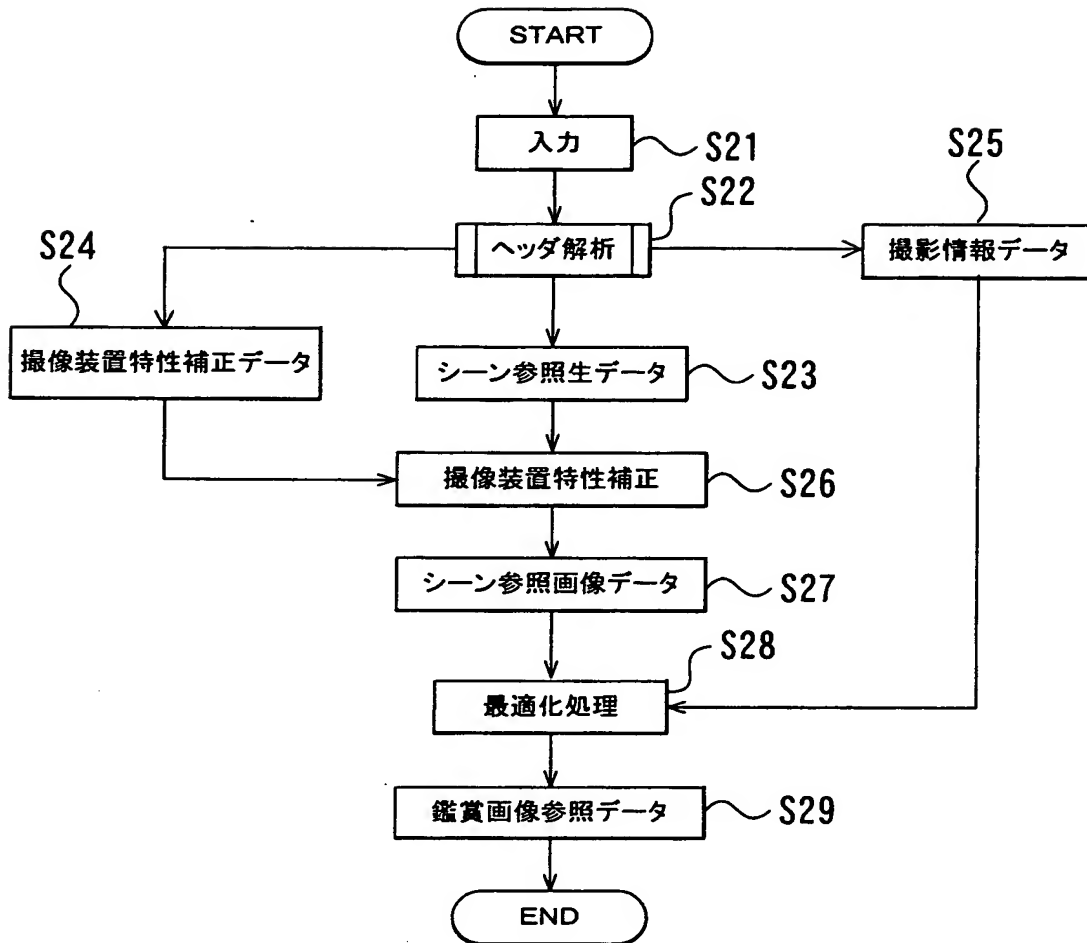 START
入力
S21
S22
S25
ヘッダ解析
撮影情報データ
S24
撮像装置特性補正データ
シーン参照生データ
S23
撮像装置特性補正
S26
シーン参照画像データ
S27
S28
最適化処理
鑑賞画像参照データ
S29
END